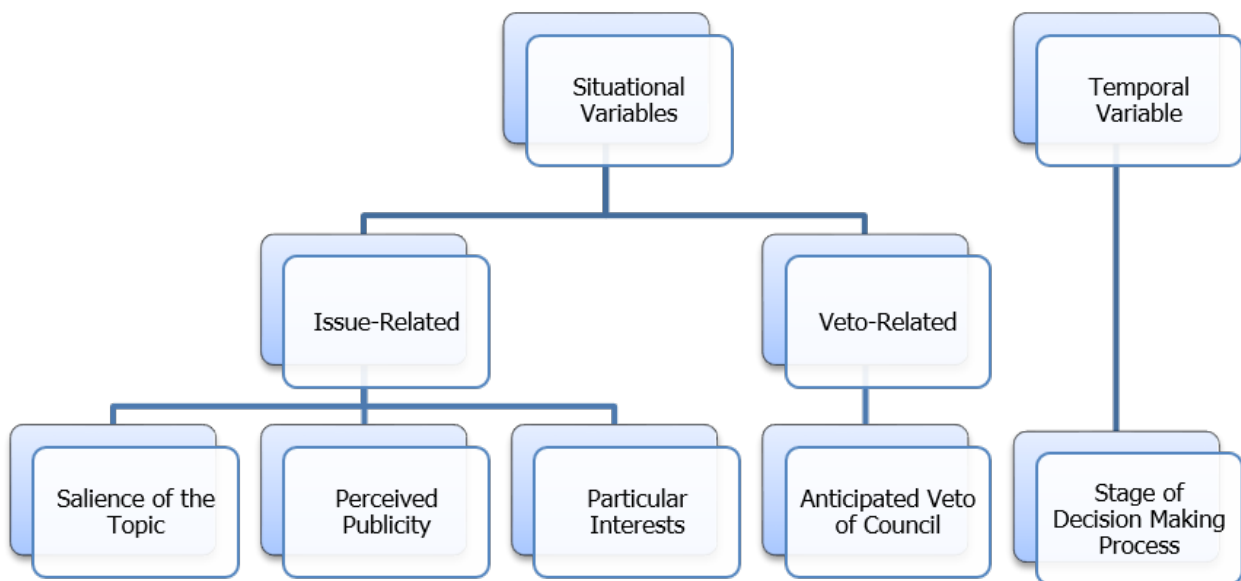 Situational
Variables
Temporal
Variable
Issue-Related
Veto-Related
Salience of the
Topic
Perceived
Publicity
Particular
Interests
Anticipated Veto
of Council
Stage of
Decision Making
Process